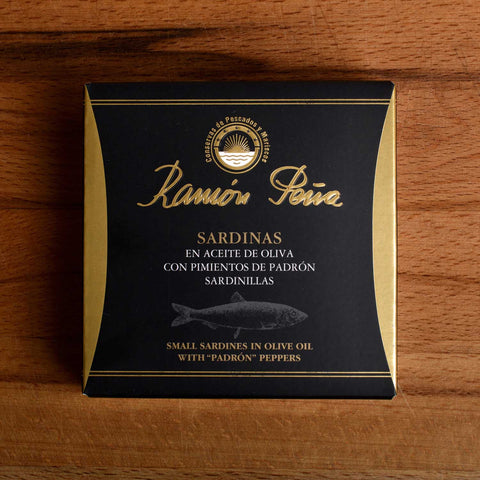 Conservas de Pescados y Mariscos
Ramón Peña
SARDINAS
EN ACEITE DE OLIVA
CON PIMIENTOS DE PADRÓN
SARDINILLAS
SMALL SARDINES IN OLIVE OIL
WITH “PADRÓN” PEPPERS